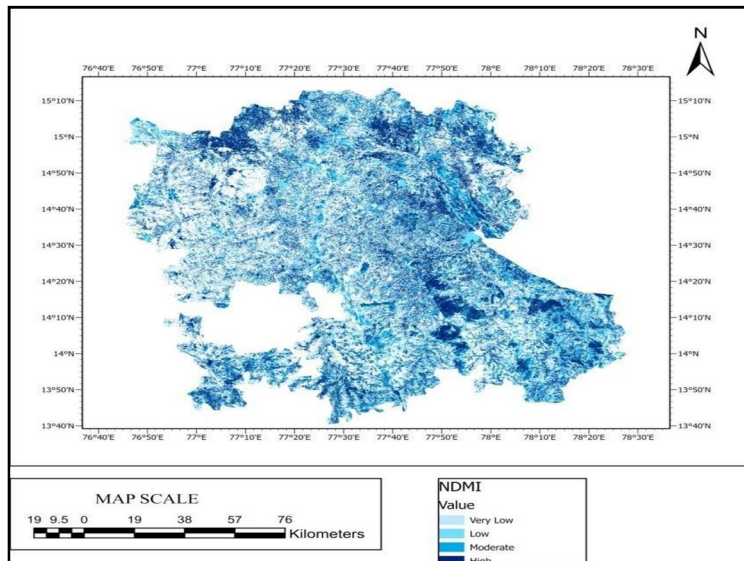 N
76°40'E 76°50'E 77°E 77°10'E 77°20'E 77°30'E 77°40'E 77°50'E 78°E 78°10'E 78°20'E 78°30'E
15°10'N 15°10'N
15°N 15°N
14°50'N 14°50'N
14°40'N 14°40'N
14°30'N 14°30'N
14°20'N 14°20'N
14°10'N 14°10'N
14°N 14°N
13°50'N 13°50'N
13°40'N 13°40'N
76°40'E 76°50'E 77°E 77°10'E 77°20'E 77°30'E 77°40'E 77°50'E 78°E 78°10'E 78°20'E 78°30'E
MAP SCALE
19 9.5 0 19 38 57 76
Kilometers
NDMI
Value
Very Low
Low
Moderate
High